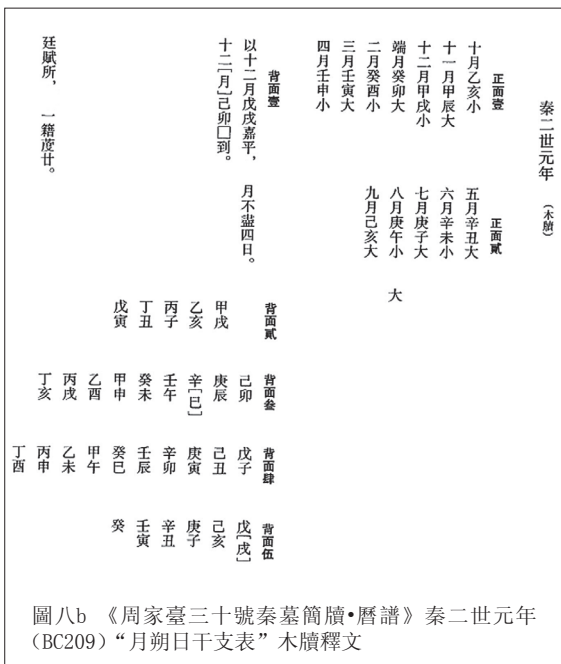 秦二世元年 (木牘)
正面壹
十月乙亥小
十一月甲辰大
十二月甲戌小
端月癸卯大
二月癸酉小
三月壬寅大
四月壬申小
正面貳
五月辛丑大
六月辛未小
七月庚子大
八月庚午小 大
九月己亥大
背面壹
以十二月戊戌嘉平， 月不盡四日。
十二[月]己卯□到。
廷賦所， 一籍蓙廿。
背面貳
甲戌
乙亥
丙子
丁丑
戊寅
背面叁
己卯
庚辰
辛[巳]
壬午
癸未
甲申
乙酉
丙戌
丁亥
背面肆
戊子
己丑
庚寅
辛卯
壬辰
癸巳
甲午
乙未
丙申
丁酉
背面伍
戊[戌]
己亥
庚子
辛丑
壬寅
癸
圖八b 《周家臺三十號秦墓簡牘•曆譜》秦二世元年
（BC209）“月朔日干支表”木牘釋文